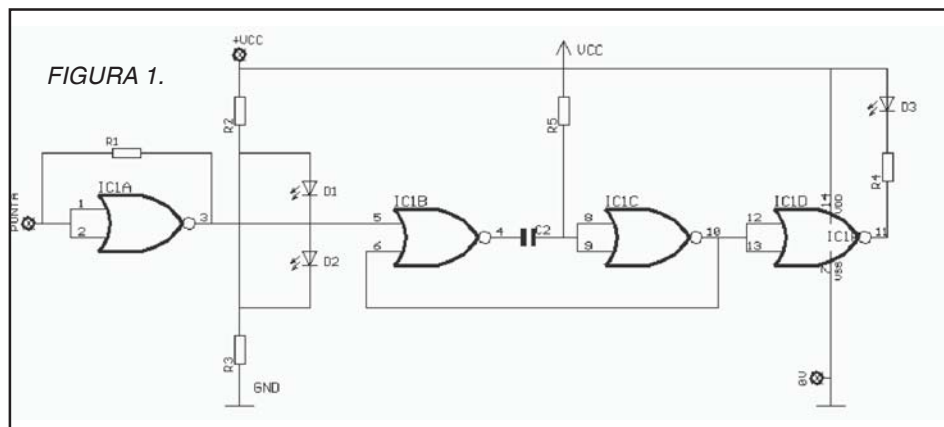 FIGURA 1.
+VCC
VCC
R2
R5
D3
R1
R4
IC1A
D1
IC1B
IC1C
IC1D
14
VDD
PUNTA
1
2
3
5
6
4
C2
8
9
10
12
13
11
D2
7
VSS
R3
GND
0V